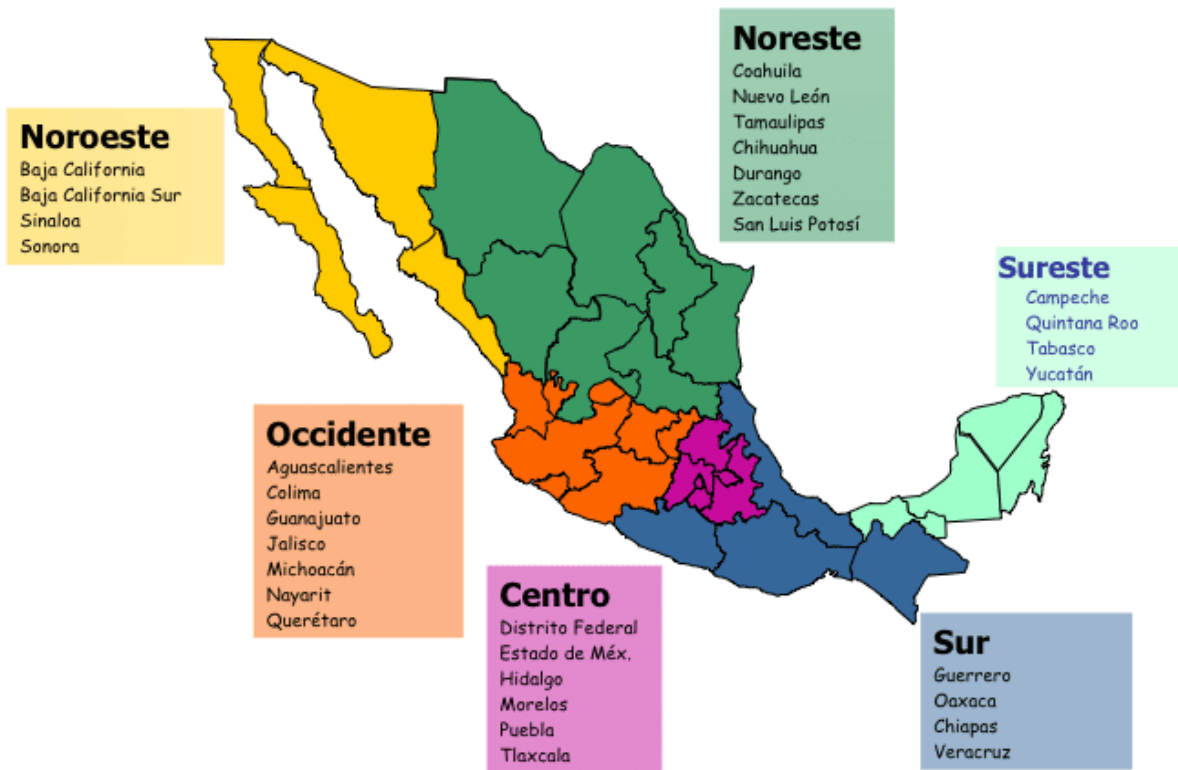 Noroeste
Baja California
Baja California Sur
Sinaloa
Sonora
Noreste
Coahuila
Nuevo León
Tamaulipas
Chihuahua
Durango
Zacatecas
San Luis Potosí
Sureste
Campeche
Quintana Roo
Tabasco
Yucatán
Occidente
Aguascalientes
Colima
Guanajuato
Jalisco
Michoacán
Nayarit
Querétaro
Centro
Distrito Federal
Estado de Méx.
Hidalgo
Morelos
Puebla
Tlaxcala
Sur
Guerrero
Oaxaca
Chiapas
Veracruz